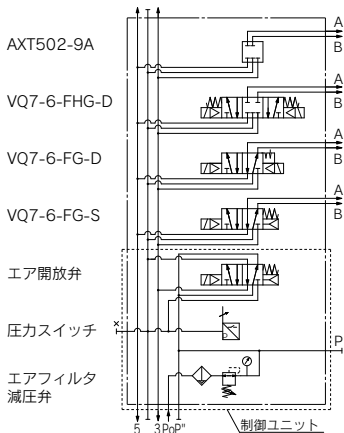 AXT502-9A
A
B
VQ7-6-FHG-D
A
B
VQ7-6-FG-D
A
B
VQ7-6-FG-S
A
B
エア開放弁
圧力スイッチ
×
P
エアフィルタ
減圧弁
5 3PoP"
制御ユニット